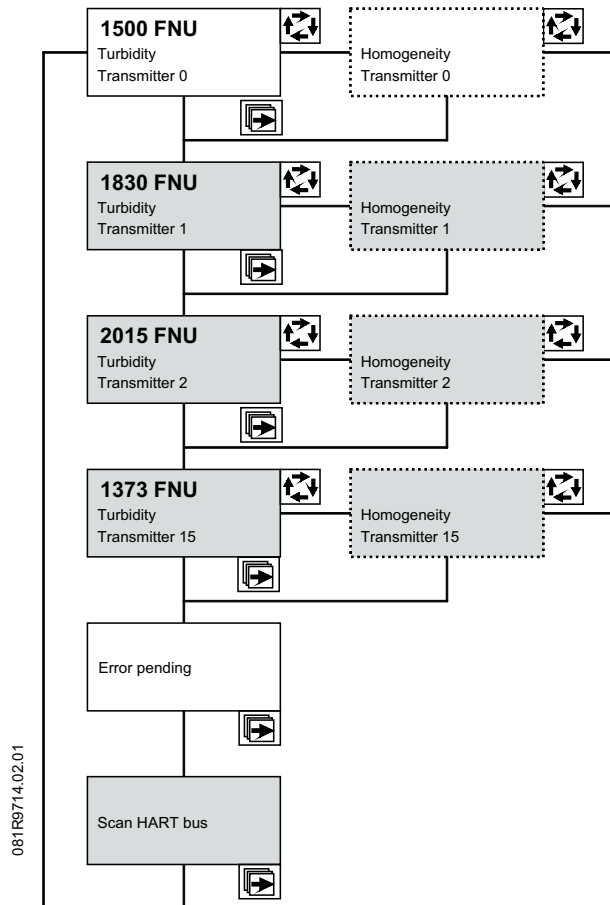 1500 FNU
Turbidity
Transmitter 0
Homogeneity
Transmitter 0
1830 FNU
Turbidity
Transmitter 1
Homogeneity
Transmitter 1
2015 FNU
Turbidity
Transmitter 2
Homogeneity
Transmitter 2
1373 FNU
Turbidity
Transmitter 15
Homogeneity
Transmitter 15
Error pending
Scan HART bus
081R9714.02.01